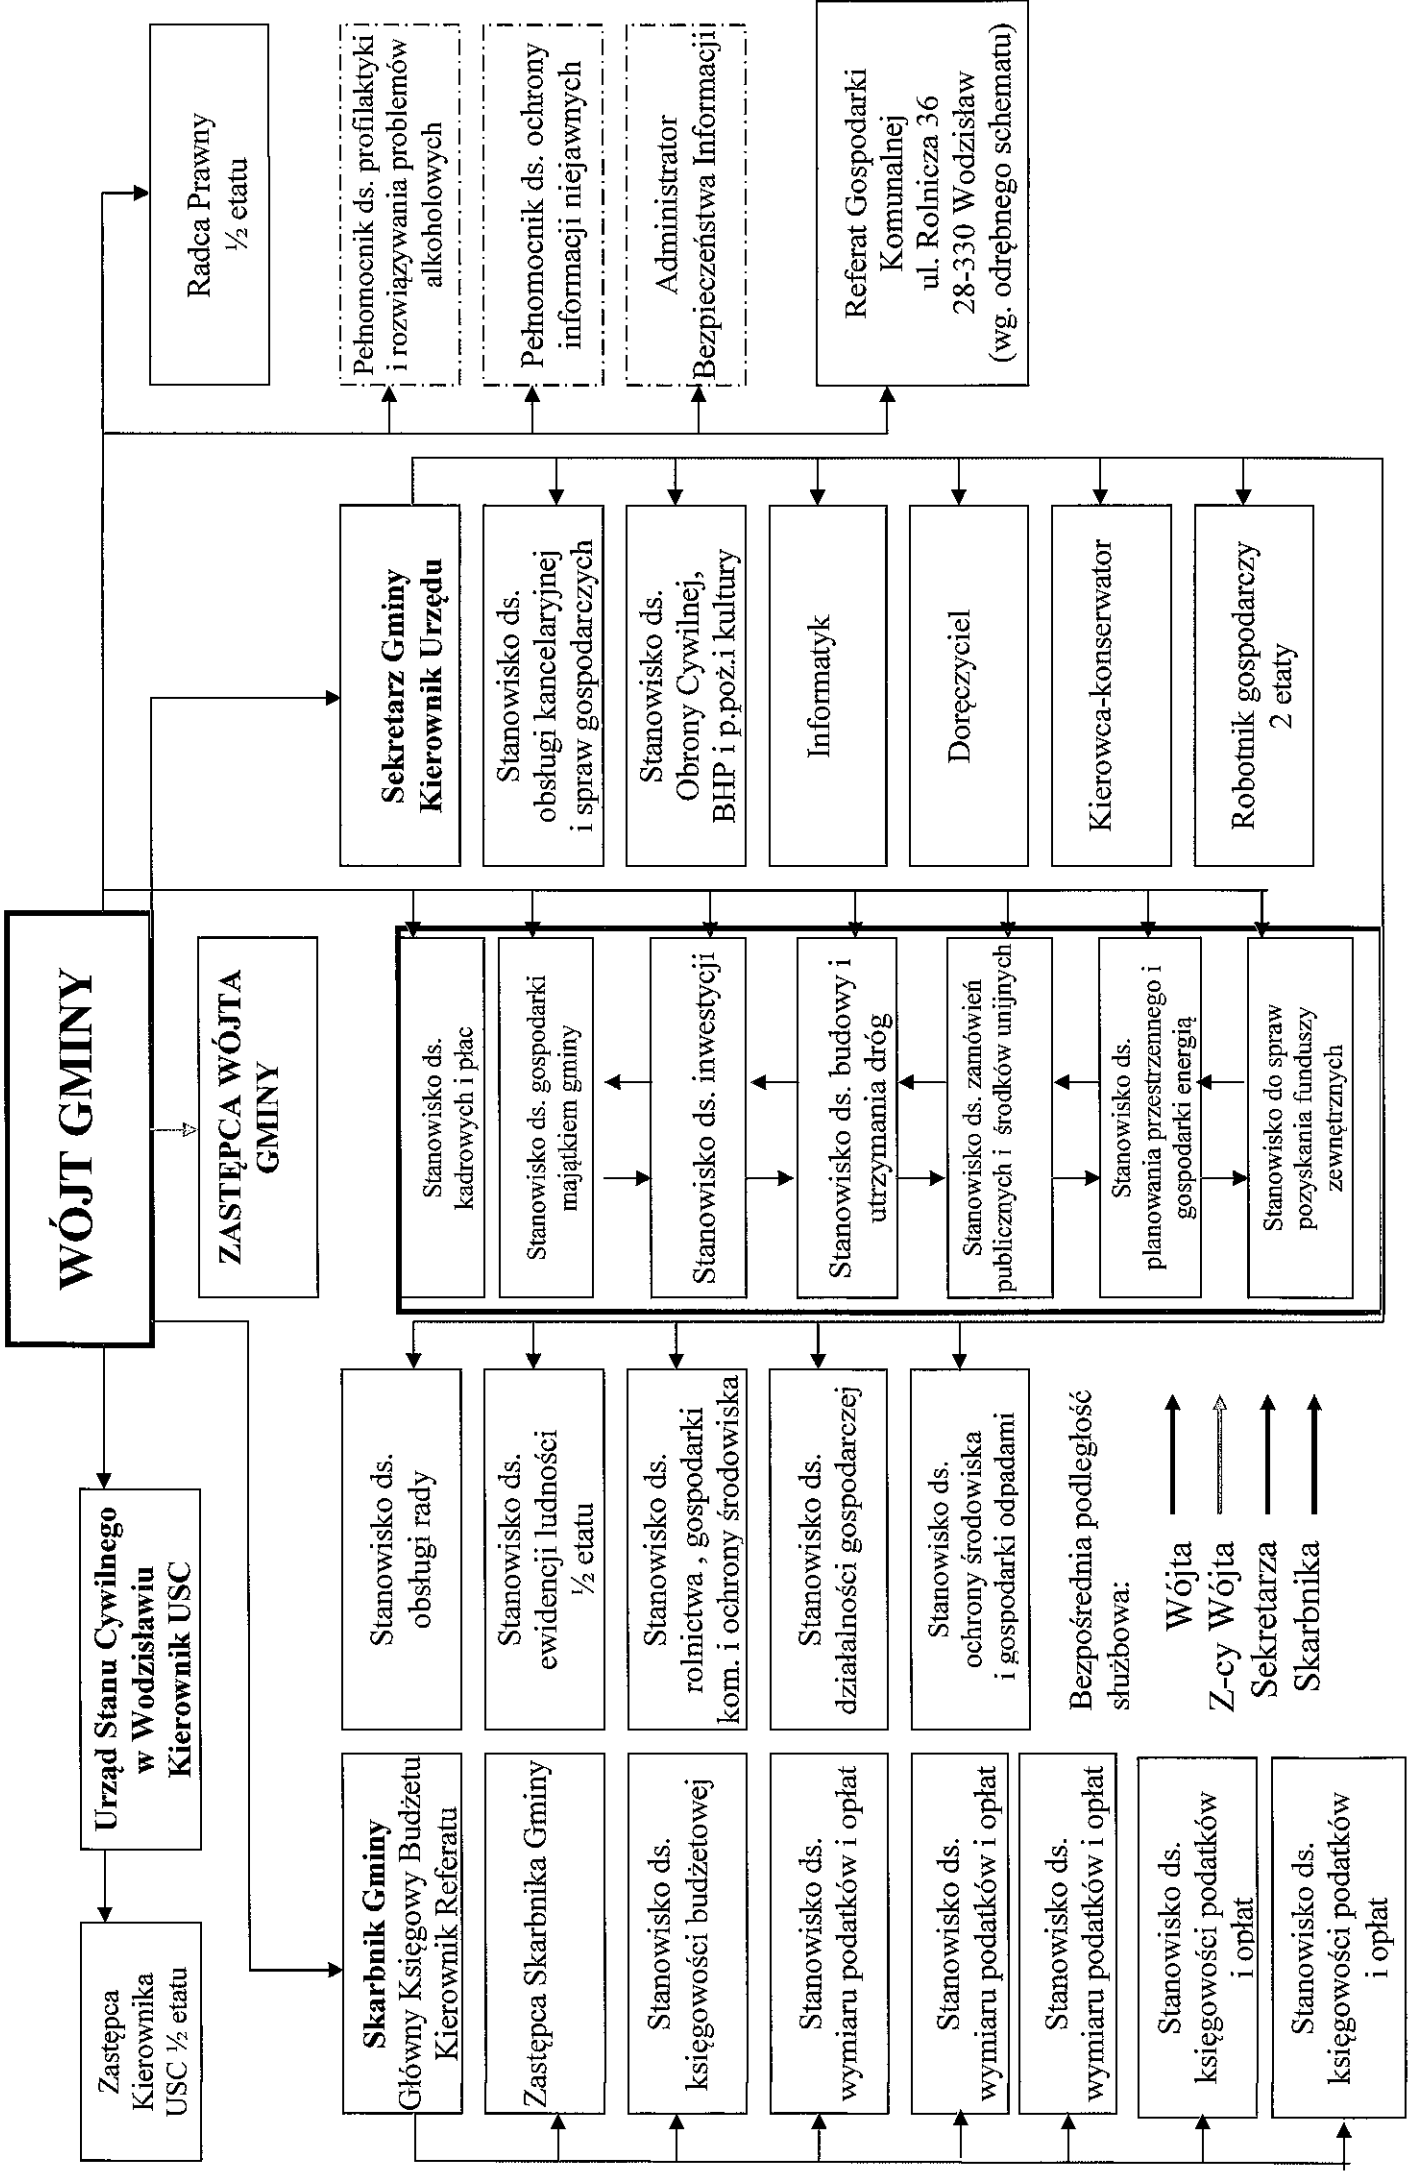 WÓJT GMINY
ZASTĘPCA WÓJTA
GMINY
Urząd Stanu Cywilnego
w Wodzisławiu
Kierownik USC
Zastępca
Kierownika
USC ½ etatu
Radca Prawny
½ etatu
Skarbnik Gminy
Główny Księgowy Budżetu
Kierownik Referatu
Zastępca Skarbnika Gminy
Stanowisko ds.
księgowości budżetowej
Stanowisko ds.
wymiaru podatków i opłat
Stanowisko ds.
wymiaru podatków i opłat
Stanowisko ds.
wymiaru podatków i opłat
Stanowisko ds.
księgowości podatków
i opłat
Stanowisko ds.
księgowości podatków
i opłat
Stanowisko ds.
obsługi rady
Stanowisko ds.
ewidencji ludności
½ etatu
Stanowisko ds.
rolnictwa , gospodarki
kom. i ochrony środowiska
Stanowisko ds.
działalności gospodarczej
Stanowisko ds.
ochrony środowiska
i gospodarki odpadami
Bezpośrednia podległość
służbowa:
Wójta
Z-cy Wójta
Sekretarza
Skarbnika
Stanowisko ds.
kadrowych i płac
Stanowisko ds. gospodarki
majątkiem gminy
Stanowisko ds. inwestycji
Stanowisko ds. budowy i
utrzymania dróg
Stanowisko ds. zamówień
publicznych i środków unijnych
Stanowisko ds.
planowania przestrzennego i
gospodarki energią
Stanowisko do spraw
pozyskania funduszy
zewnętrznych
Sekretarz Gminy
Kierownik Urzędu
Stanowisko ds.
obsługi kancelaryjnej
i spraw gospodarczych
Stanowisko ds.
Obrony Cywilnej,
BHP i p.poż.i kultury
Informatyk
Doręczyciel
Kierowca-konserwator
Robotnik gospodarczy
2 etaty
Pełnomocnik ds. profilaktyki
i rozwiązywania problemów
alkoholowych
Pełnomocnik ds. ochrony
informacji niejawnych
Administrator
Bezpieczeństwa Informacji
Referat Gospodarki
Komunalnej
ul. Rolnicza 36
28-330 Wodzisław
(wg. odrębnego schematu)